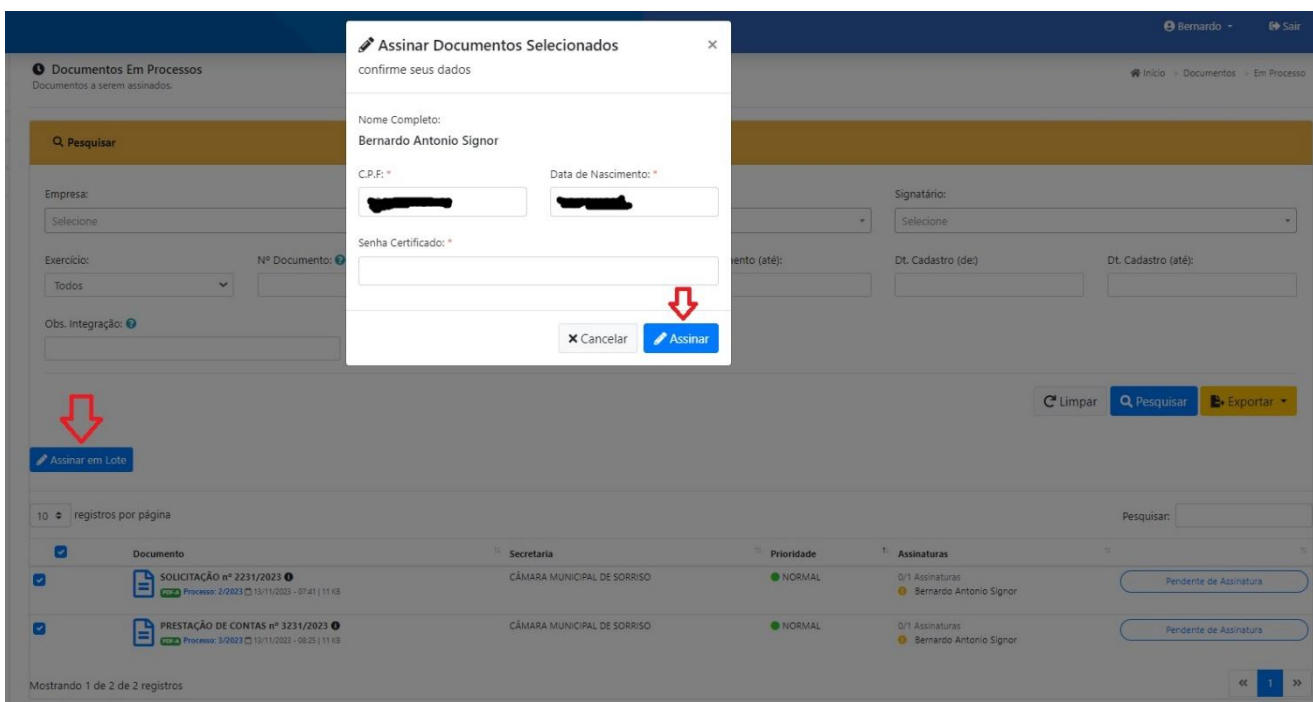 Bernardo
Sair
Assinar Documentos Selecionados
×
confirme seus dados
Documentos Em Processos
Documentos a serem assinados.
Início > Documentos > Em Processo
Nome Completo:
Bernardo Antonio Signor
C.P.F: *
Data de Nascimento: *
Senha Certificado: *
Cancelar
Assinar
Pesquisar
Empresa:
Selecione
Signatário:
Selecione
Exercício:
Todos
Nº Documento:
ento (até):
Dt. Cadastro (de:)
Dt. Cadastro (até):
Obs. Integração:
Limpar
Pesquisar
Exportar
Assinar em Lote
10 registros por página
Pesquisar:
Documento Secretaria Prioridade Assinaturas
SOLICITAÇÃO nº 2231/2023 CÂMARA MUNICIPAL DE SORRISO NORMAL 0/1 Assinaturas Pendente de Assinatura
PDF-A Processo: 2/2023 13/11/2023 - 07:41 | 11 KB Bernardo Antonio Signor
PRESTAÇÃO DE CONTAS nº 3231/2023 CÂMARA MUNICIPAL DE SORRISO NORMAL 0/1 Assinaturas Pendente de Assinatura
PDF-A Processo: 3/2023 13/11/2023 - 08:25 | 11 KB Bernardo Antonio Signor
Mostrando 1 de 2 de 2 registros
« 1 »